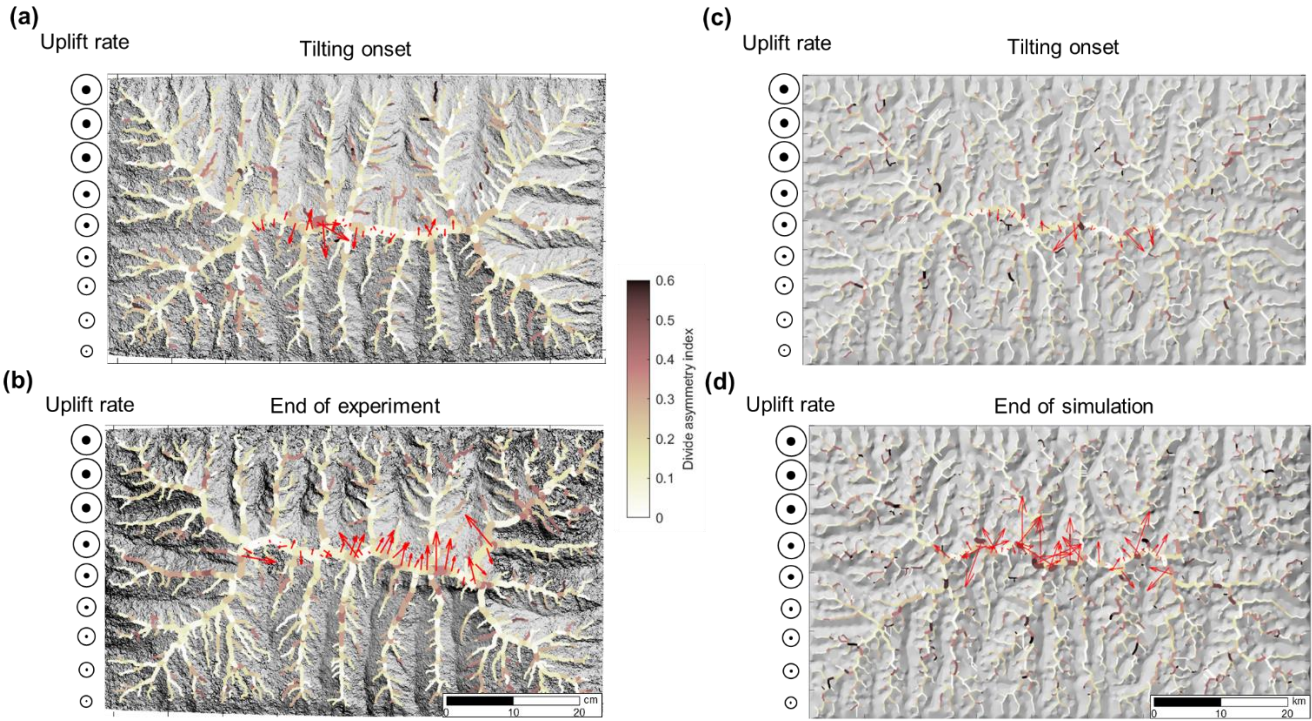 (a)
Uplift rate
Tilting onset
(c)
Uplift rate
Tilting onset
0.6
0.5
0.4
0.3
0.2
0.1
0
Divide asymmetry index
(b)
Uplift rate
End of experiment
0 10 20
cm
(d)
Uplift rate
End of simulation
0 10 20
km